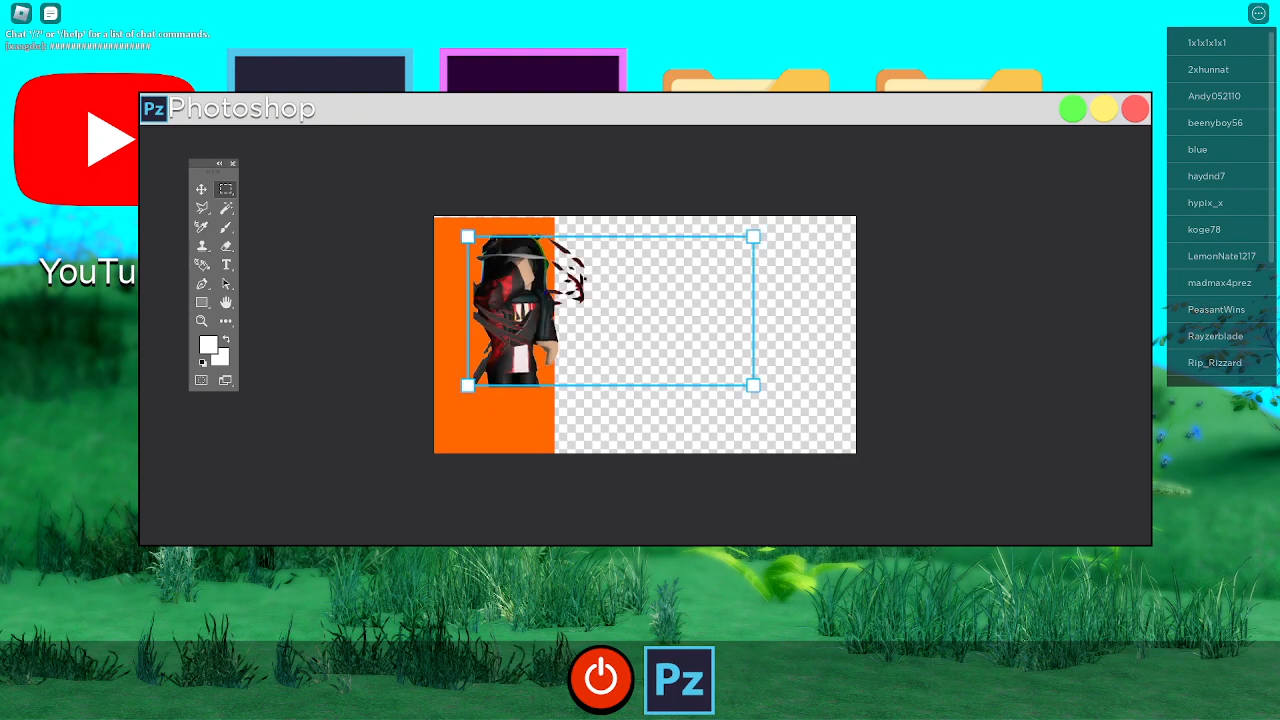 Chat '/?' or '/help' for a list of chat commands.
###################
Pz Photoshop
T
YouTu
1x1x1x1x1
2xhunnat
Andy052110
beenyboy56
blue
haydnd7
hypix_x
koge78
LemonNate1217
madmax4prez
PeasantWins
Rayzerblade
Rip_Rizzard
Pz